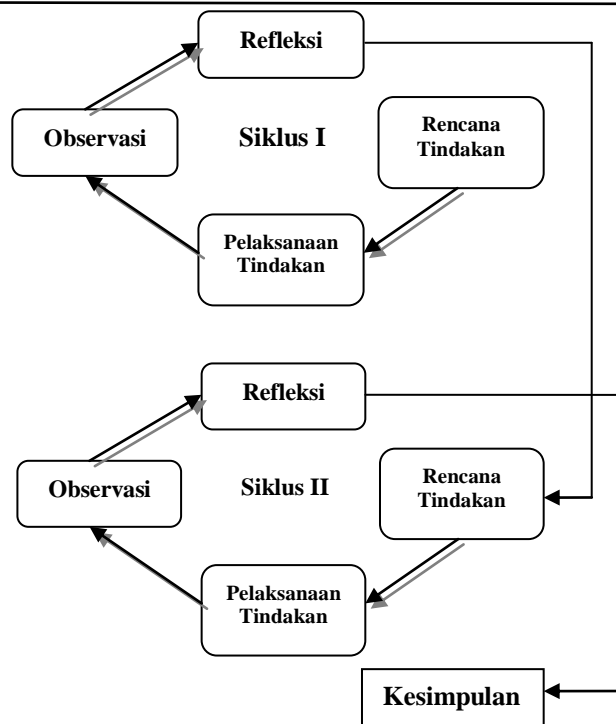 Refleksi
Observasi
Siklus I
Rencana
Tindakan
Pelaksanaan
Tindakan
Refleksi
Observasi
Siklus II
Rencana
Tindakan
Pelaksanaan
Tindakan
Kesimpulan